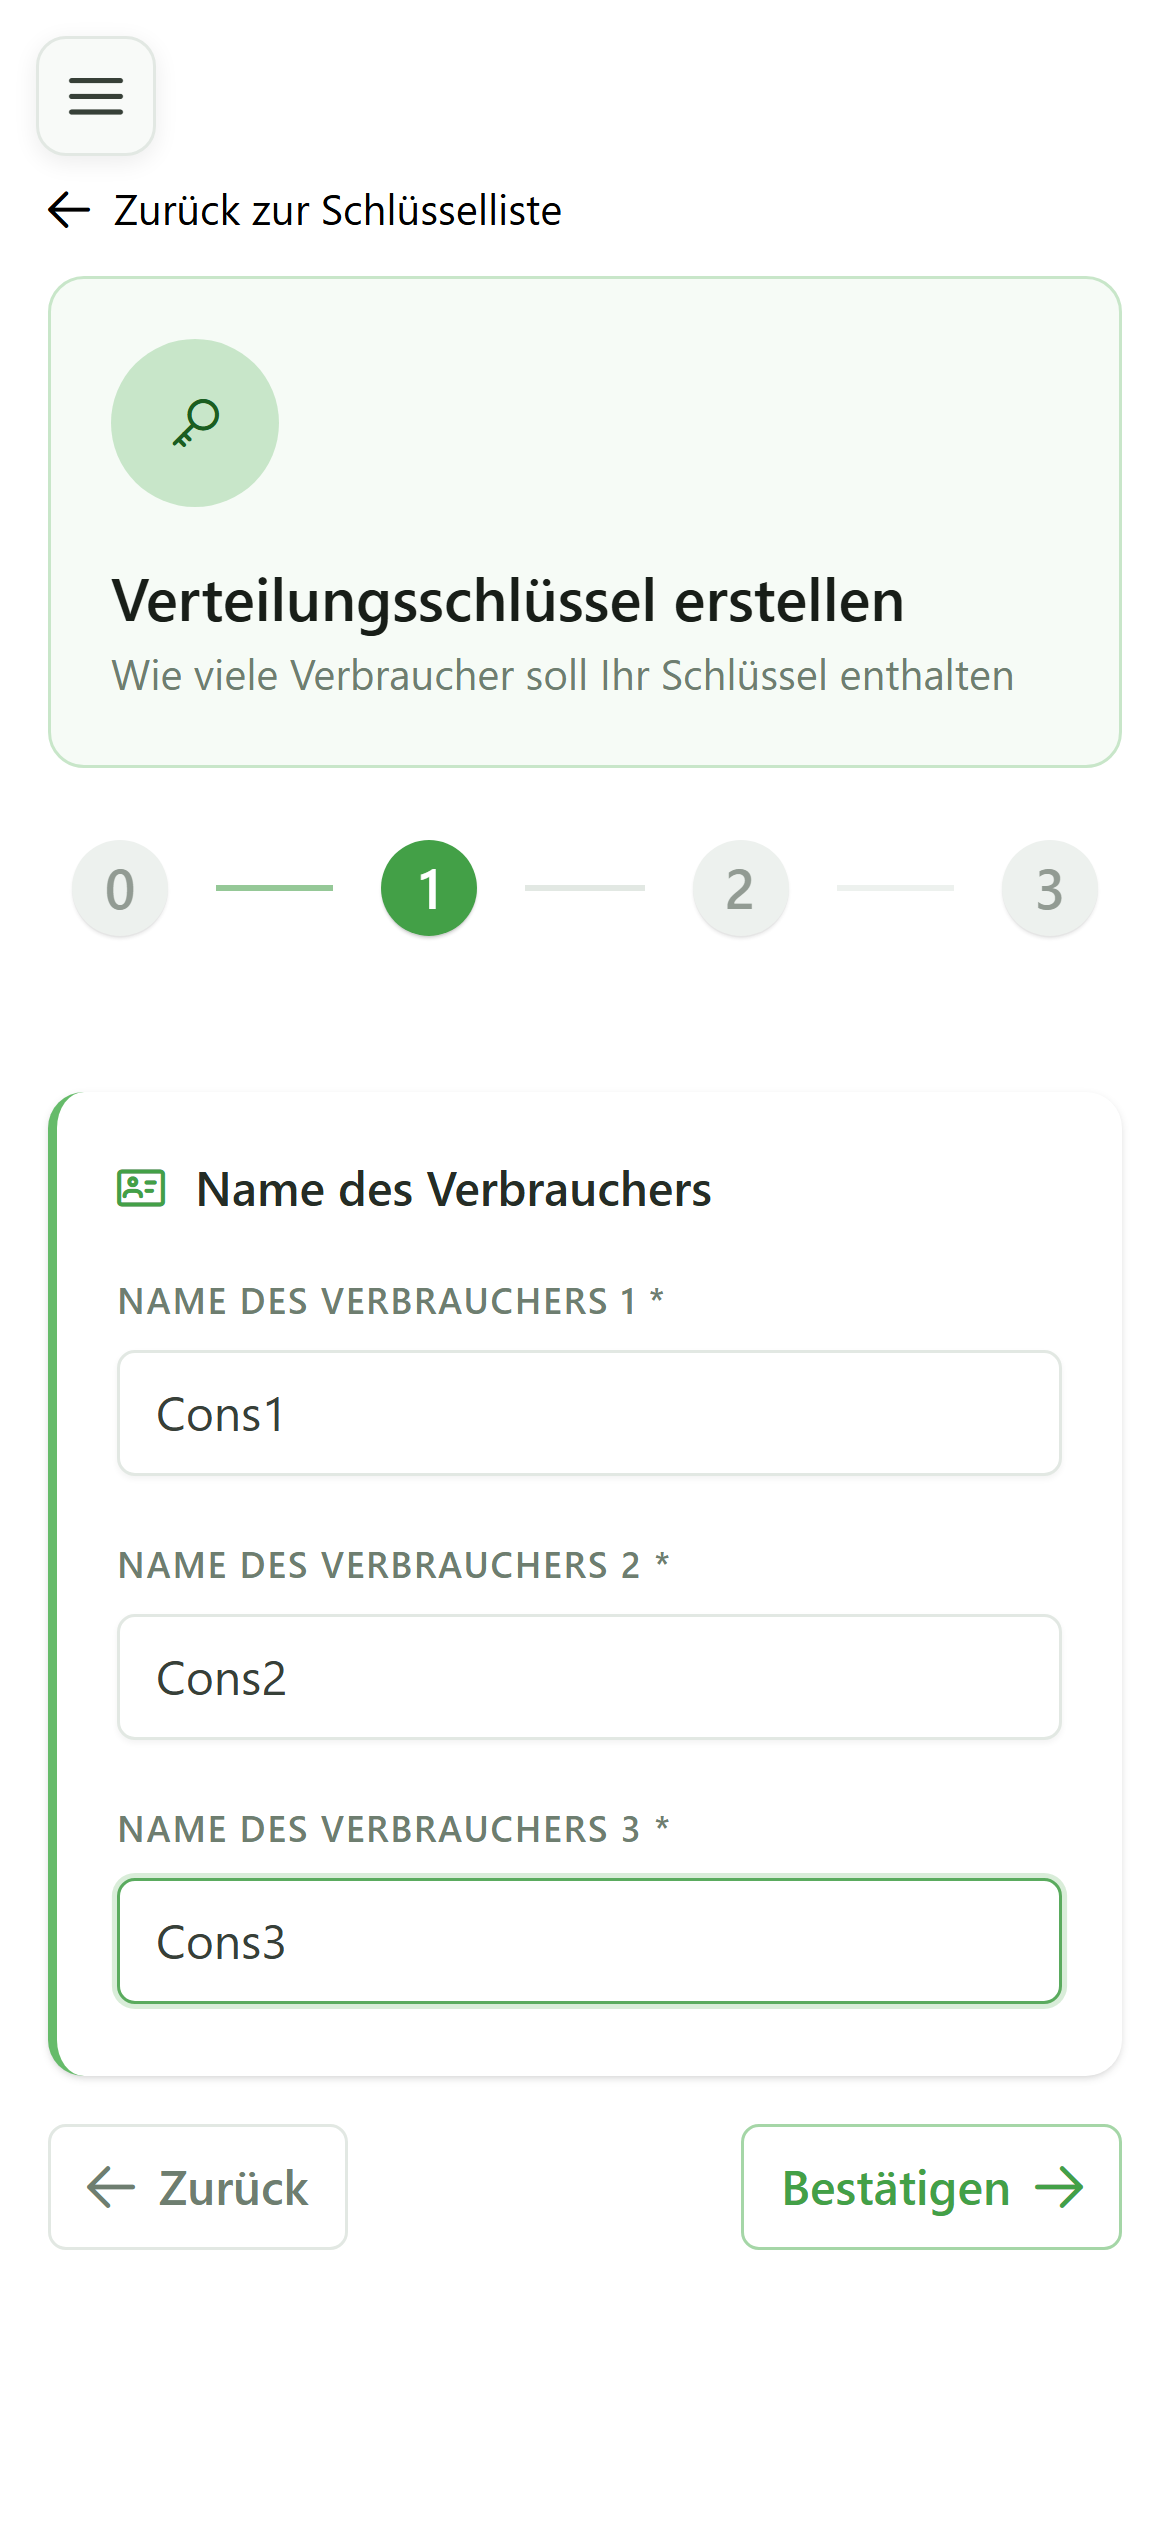 Zurück zur Schlüsselliste
Verteilungsschlüssel erstellen
Wie viele Verbraucher soll Ihr Schlüssel enthalten
0
1
2
3
Name des Verbrauchers
NAME DES VERBRAUCHERS 1 *
Cons1
NAME DES VERBRAUCHERS 2 *
Cons2
NAME DES VERBRAUCHERS 3 *
Cons3
Zurück
Bestätigen